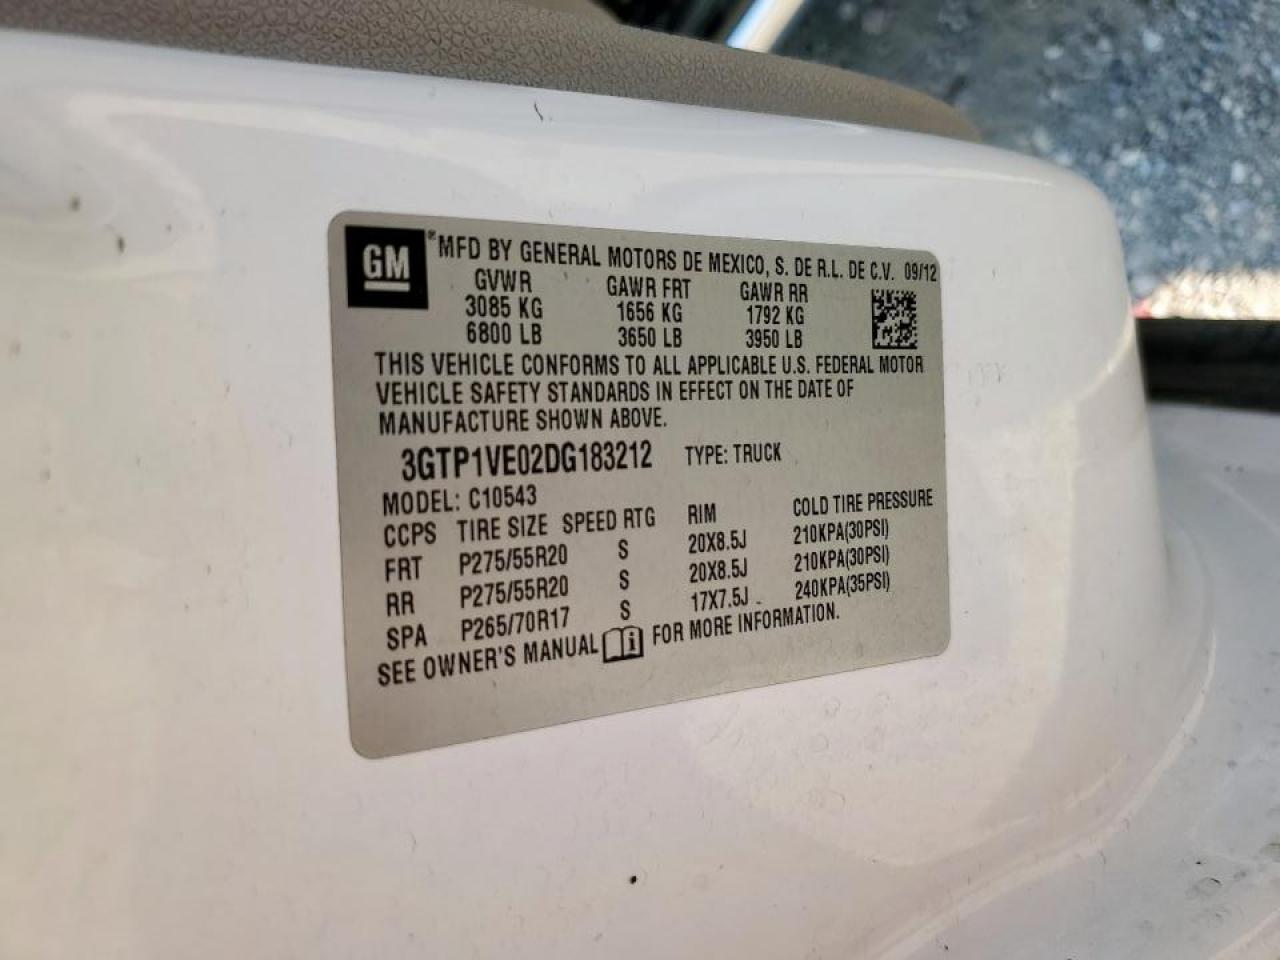 GM
®MFD BY GENERAL MOTORS DE MEXICO, S. DE R.L. DE C.V. 09/12
GVWR GAWR FRT GAWR RR
3085 KG 1656 KG 1792 KG
6800 LB 3650 LB 3950 LB
THIS VEHICLE CONFORMS TO ALL APPLICABLE U.S. FEDERAL MOTOR
VEHICLE SAFETY STANDARDS IN EFFECT ON THE DATE OF
MANUFACTURE SHOWN ABOVE.
3GTP1VE02DG183212 TYPE: TRUCK
MODEL: C10543
CCPS TIRE SIZE SPEED RTG RIM COLD TIRE PRESSURE
FRT P275/55R20 S 20X8.5J 210KPA(30PSI)
RR P275/55R20 S 20X8.5J 210KPA(30PSI)
SPA P265/70R17 S 17X7.5J 240KPA(35PSI)
SEE OWNER'S MANUAL FOR MORE INFORMATION.